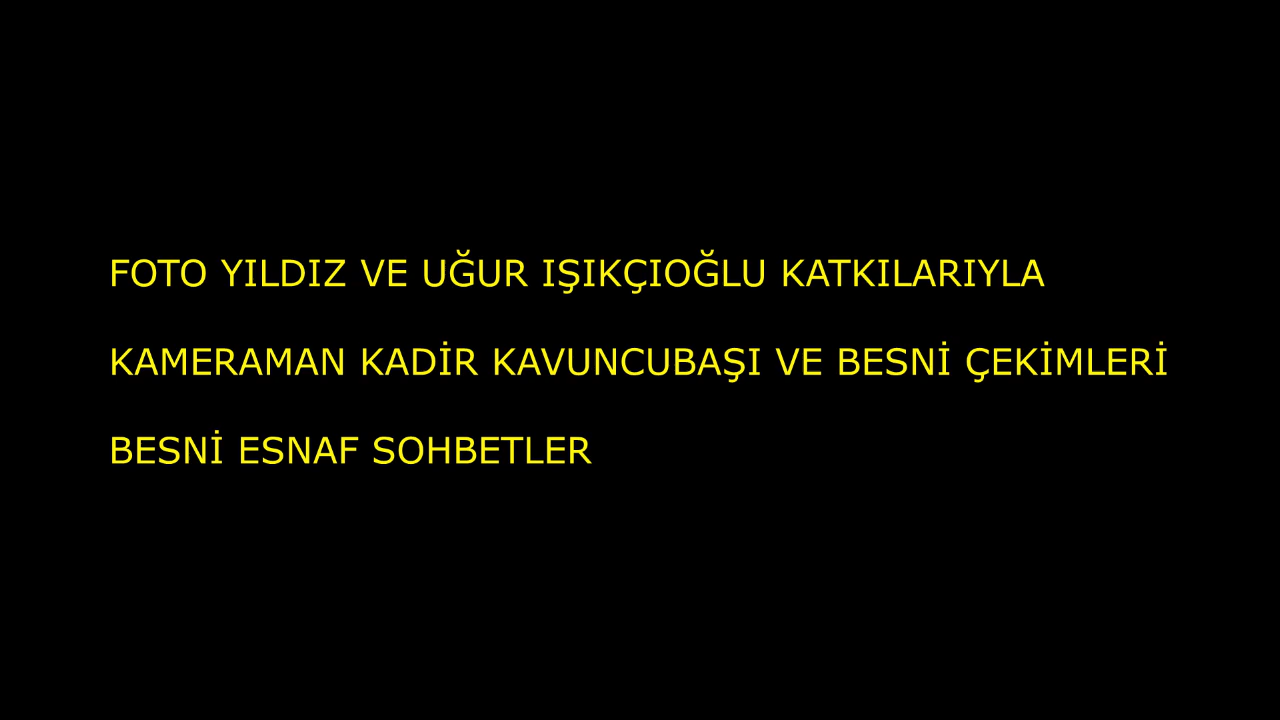 FOTO YILDIZ VE UĞUR IŞIKÇIOĞLU KATKILARIYLA
KAMERAMAN KADİR KAVUNCUBAŞI VE BESNİ ÇEKİMLERİ
BESNİ ESNAF SOHBETLER